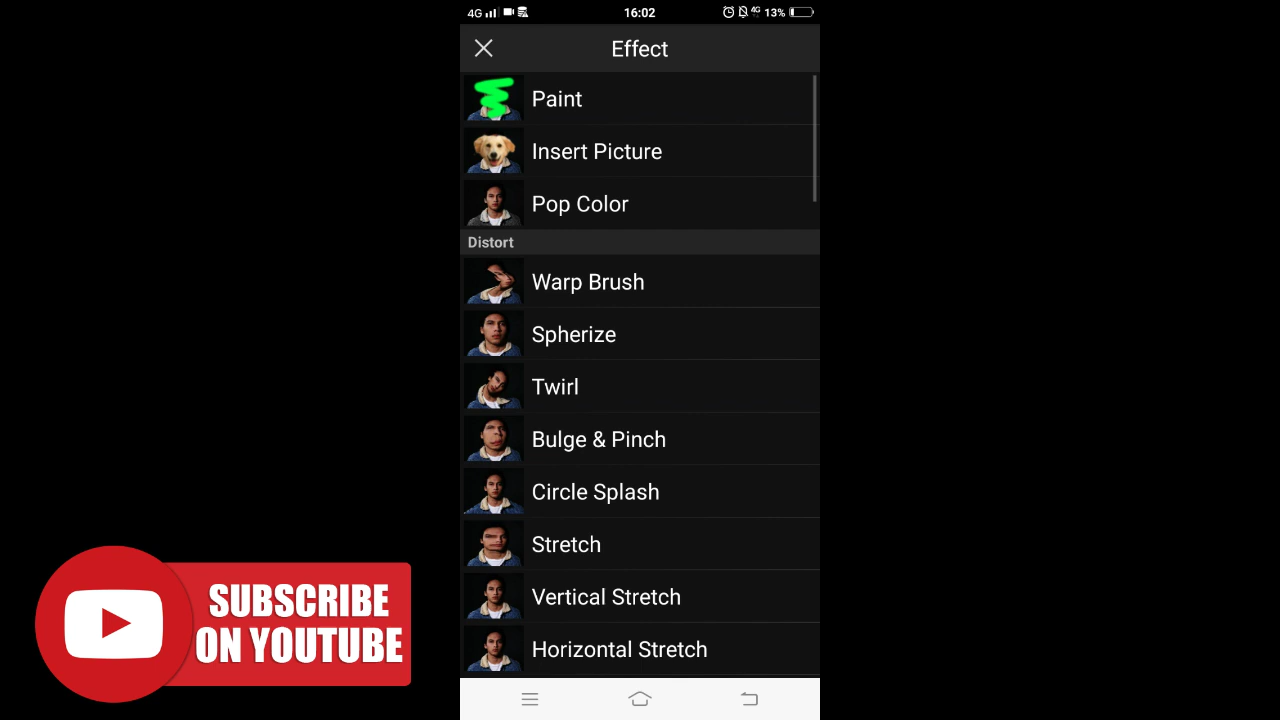 4G 16:02 4G 13%
Effect
Paint
Insert Picture
Pop Color
Distort
Warp Brush
Spherize
Twirl
Bulge & Pinch
Circle Splash
Stretch
Vertical Stretch
Horizontal Stretch
SUBSCRIBE
ON YOUTUBE